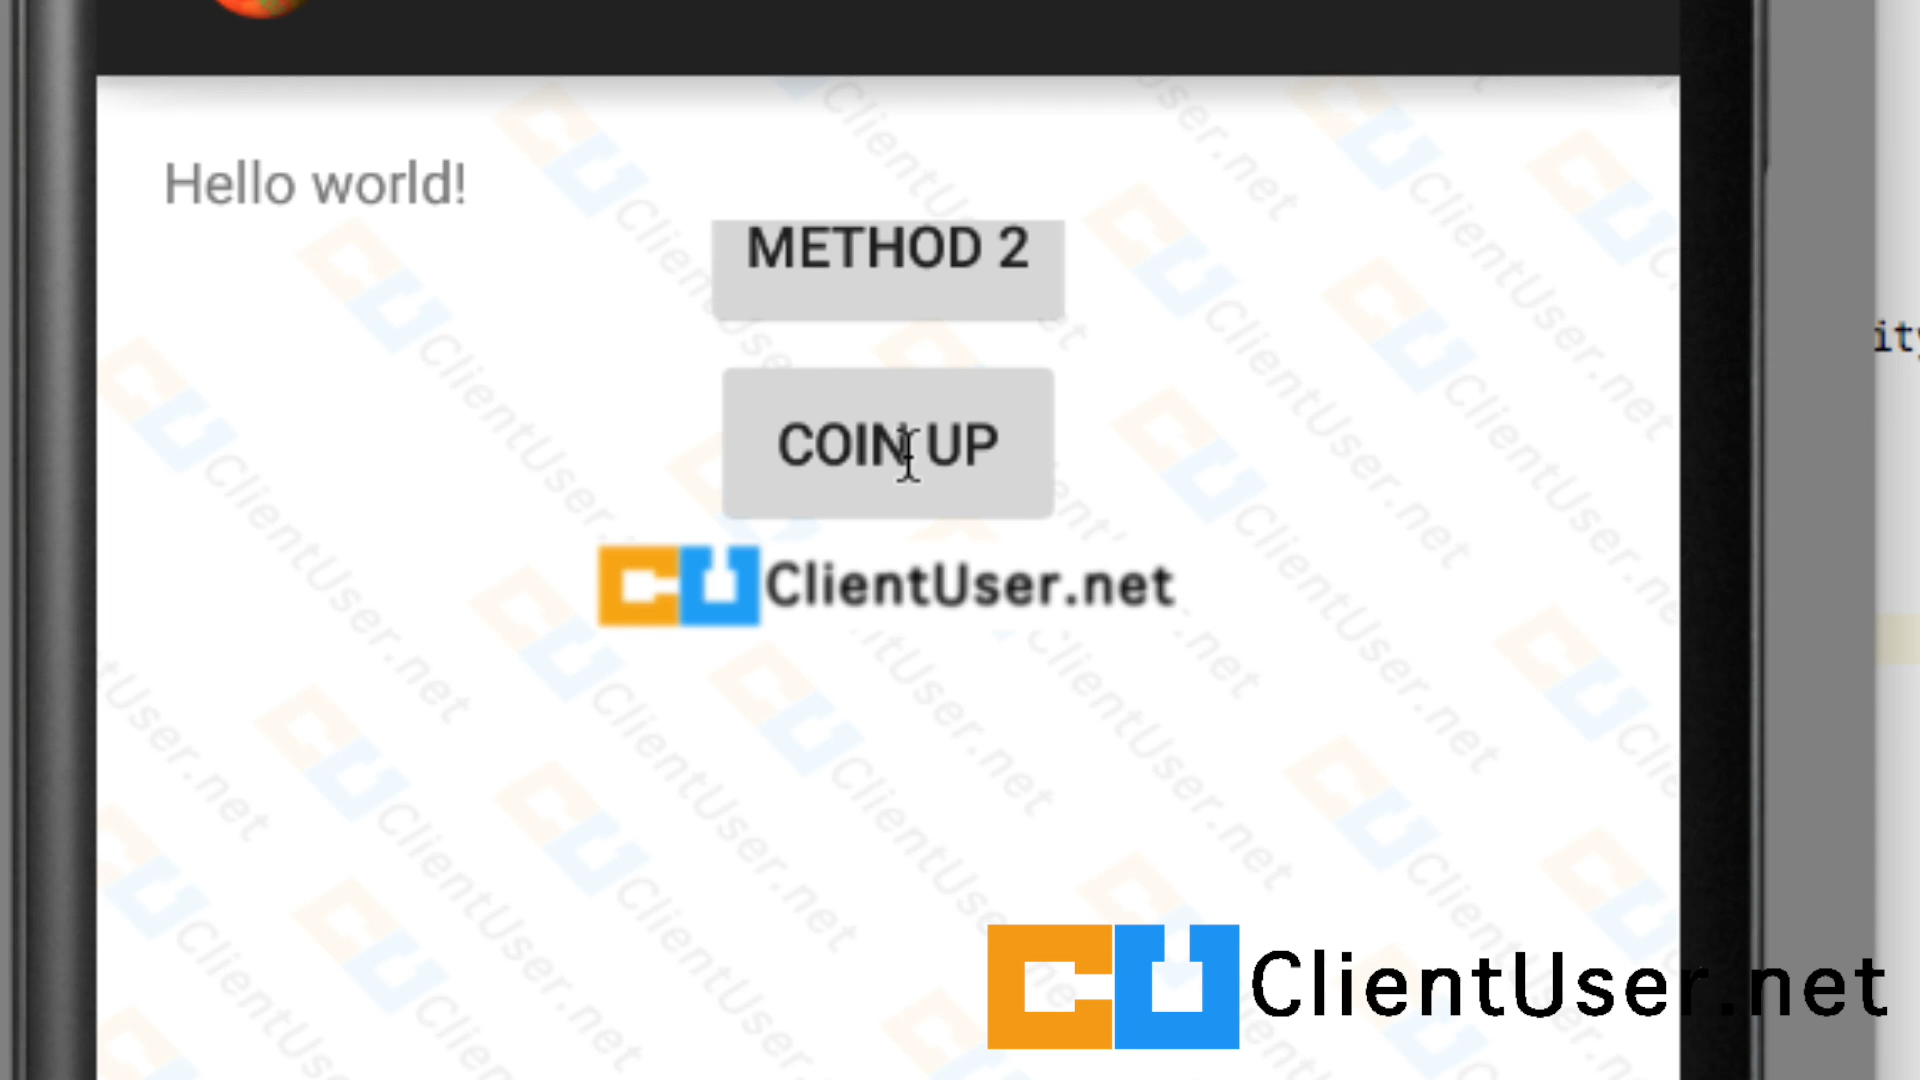 Hello world!
METHOD 2
COIN UP
ClientUser.net
ClientUser.net